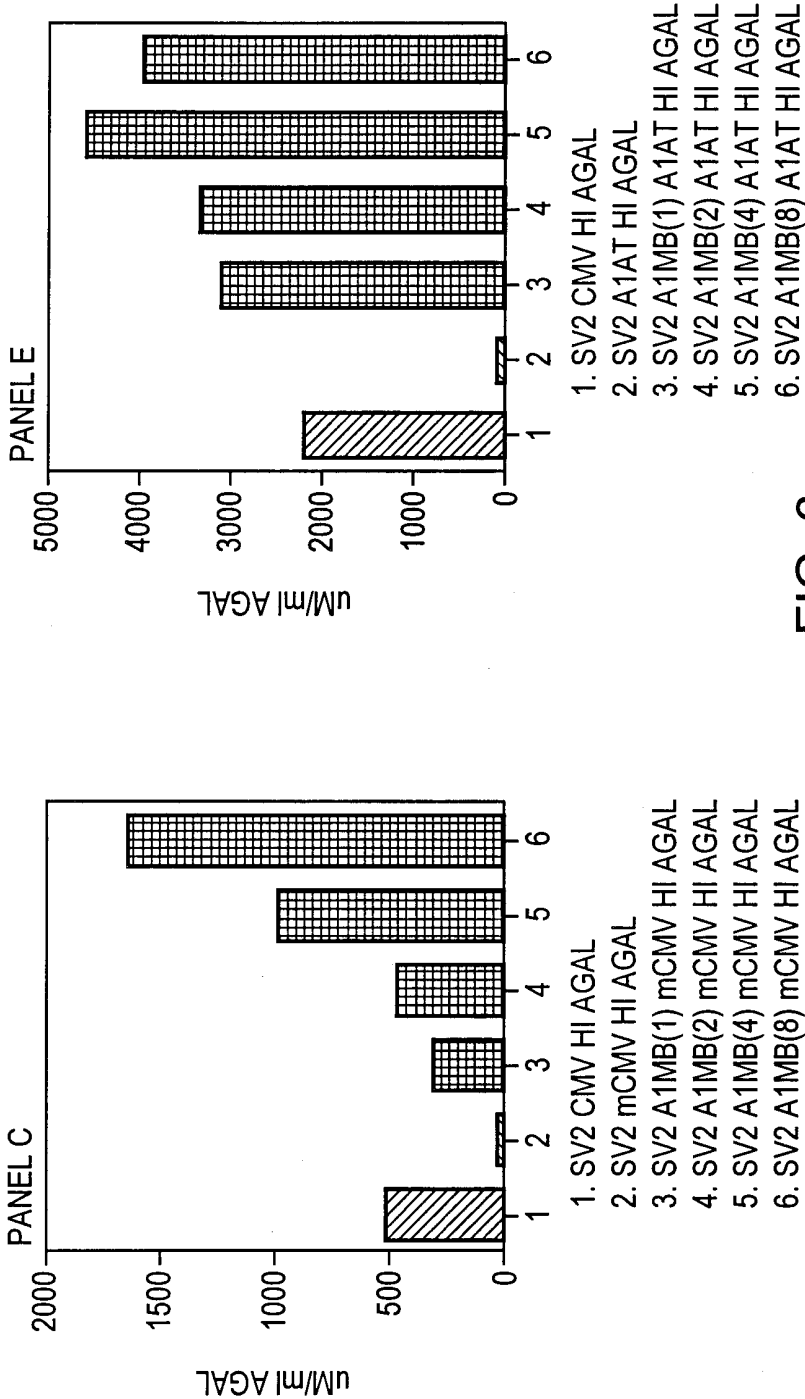 PANEL C
uM/ml AGAL
2000
1500
1000
500
0
1 2 3 4 5 6
1. SV2 CMV HI AGAL
2. SV2 mCMV HI AGAL
3. SV2 A1MB(1) mCMV HI AGAL
4. SV2 A1MB(2) mCMV HI AGAL
5. SV2 A1MB(4) mCMV HI AGAL
6. SV2 A1MB(8) mCMV HI AGAL
PANEL E
uM/ml AGAL
5000
4000
3000
2000
1000
0
1 2 3 4 5 6
1. SV2 CMV HI AGAL
2. SV2 A1AT HI AGAL
3. SV2 A1MB(1) A1AT HI AGAL
4. SV2 A1MB(2) A1AT HI AGAL
5. SV2 A1MB(4) A1AT HI AGAL
6. SV2 A1MB(8) A1AT HI AGAL
FIG.